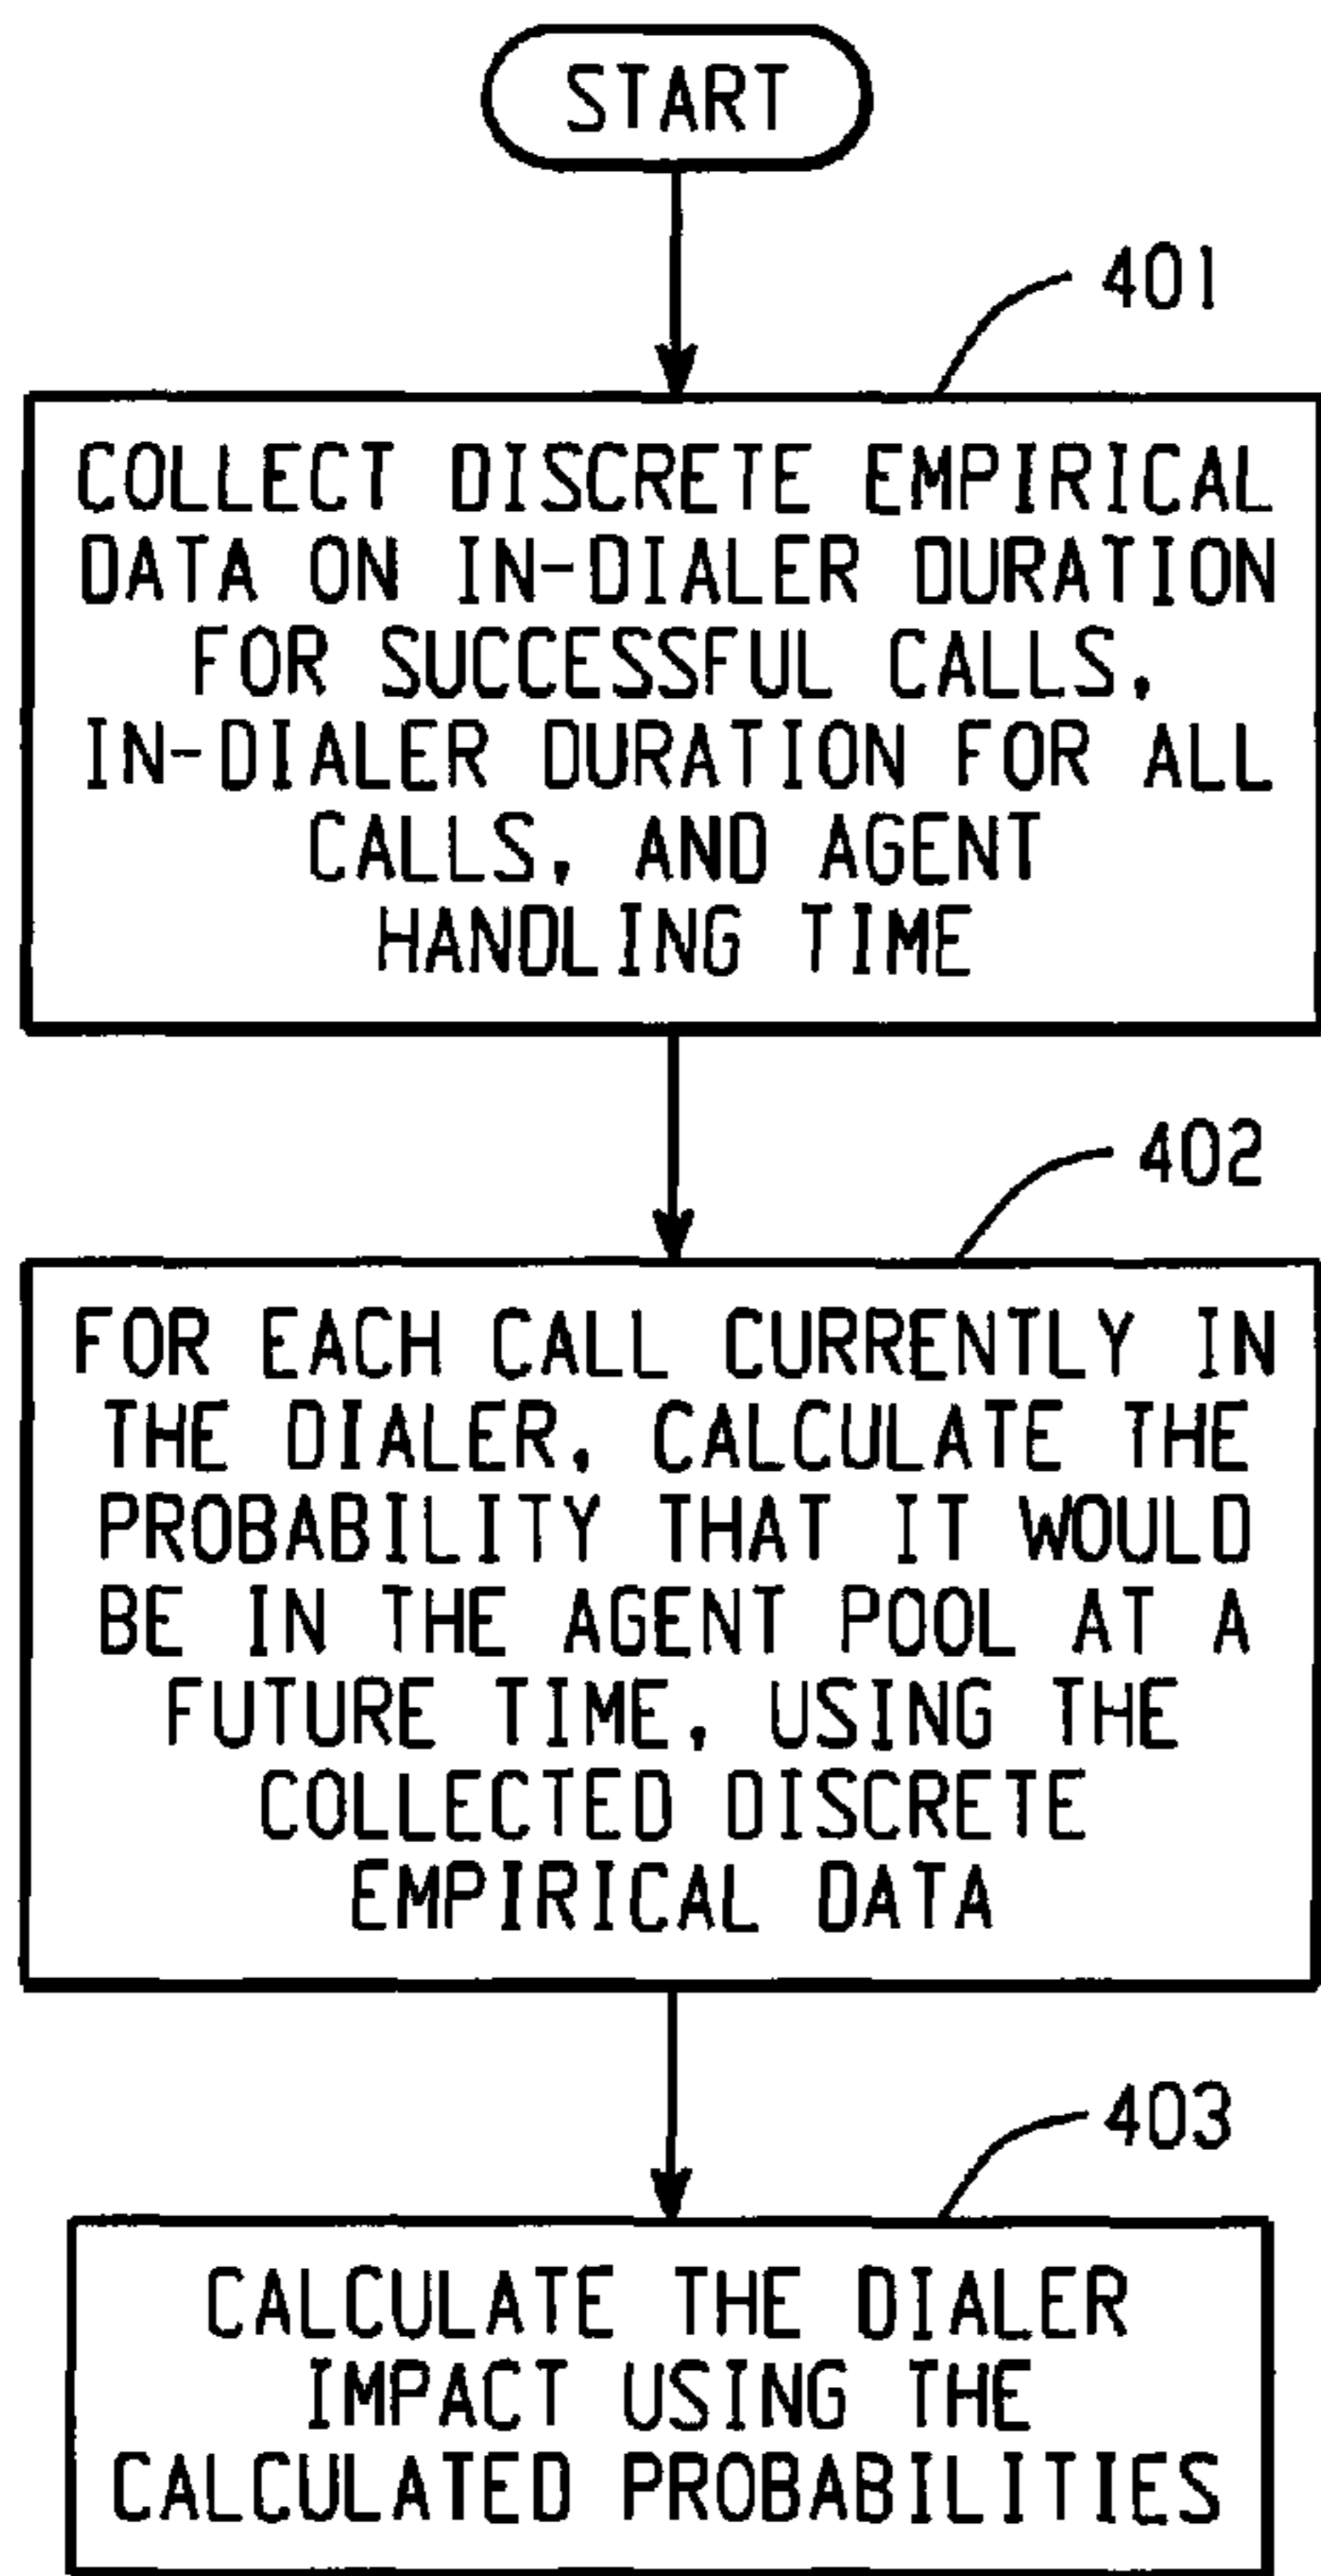 START
401
COLLECT DISCRETE EMPIRICAL
DATA ON IN-DIALER DURATION
FOR SUCCESSFUL CALLS,
IN-DIALER DURATION FOR ALL
CALLS, AND AGENT
HANDLING TIME
402
FOR EACH CALL CURRENTLY IN
THE DIALER, CALCULATE THE
PROBABILITY THAT IT WOULD
BE IN THE AGENT POOL AT A
FUTURE TIME, USING THE
COLLECTED DISCRETE
EMPIRICAL DATA
403
CALCULATE THE DIALER
IMPACT USING THE
CALCULATED PROBABILITIES